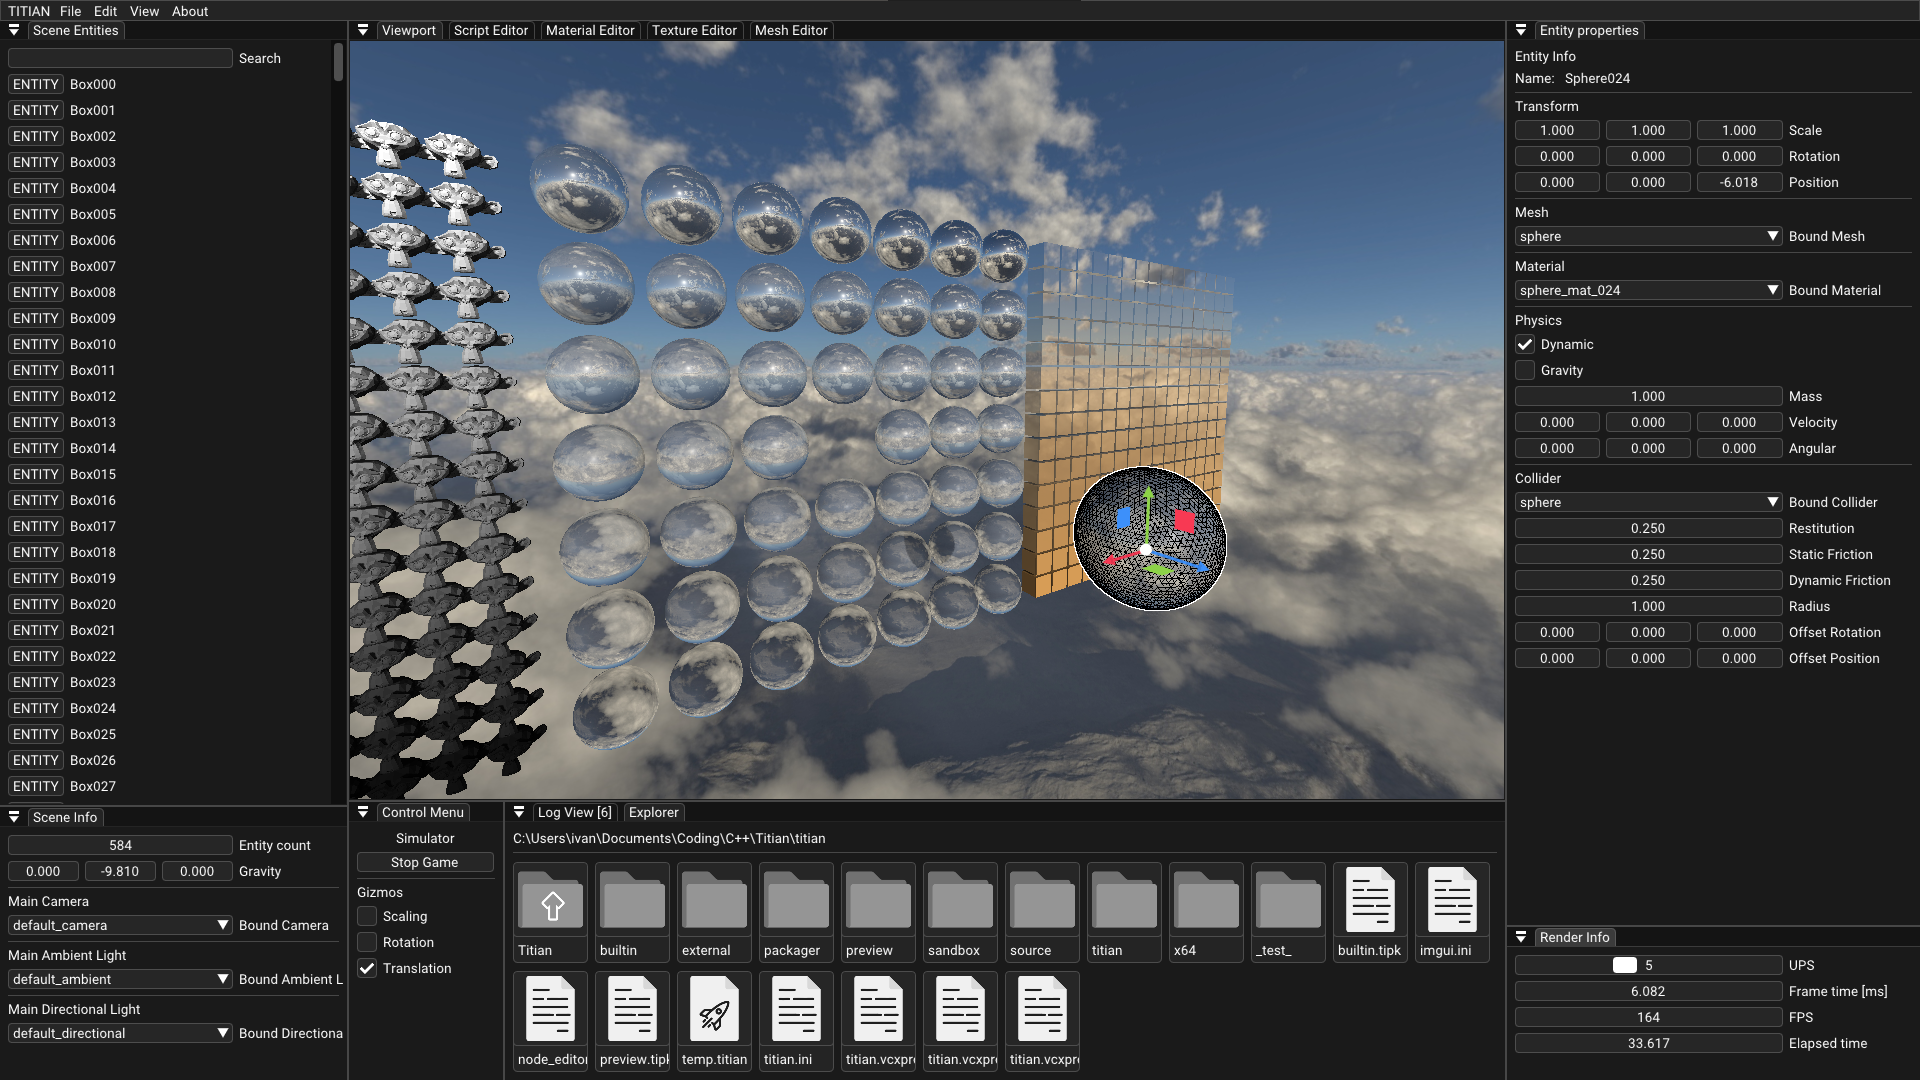 TITIAN File Edit View About
Scene Entities
Search
ENTITY Box000
ENTITY Box001
ENTITY Box002
ENTITY Box003
ENTITY Box004
ENTITY Box005
ENTITY Box006
ENTITY Box007
ENTITY Box008
ENTITY Box009
ENTITY Box010
ENTITY Box011
ENTITY Box012
ENTITY Box013
ENTITY Box014
ENTITY Box015
ENTITY Box016
ENTITY Box017
ENTITY Box018
ENTITY Box019
ENTITY Box020
ENTITY Box021
ENTITY Box022
ENTITY Box023
ENTITY Box024
ENTITY Box025
ENTITY Box026
ENTITY Box027
Scene Info
584 Entity count
0.000 -9.810 0.000 Gravity
Main Camera
default_camera Bound Camera
Main Ambient Light
default_ambient Bound Ambient L
Main Directional Light
default_directional Bound Directiona
Viewport Script Editor Material Editor Texture Editor Mesh Editor
Control Menu
Simulator
Stop Game
Gizmos
Scaling
Rotation
Translation
Log View [6] Explorer
C:\Users\ivan\Documents\Coding\C++\Titian\titian
Titian builtin external packager preview sandbox source titian x64 _test_ builtin.tipk imgui.ini
node_editor preview.tipk temp.titian titian.ini titian.vcxpro titian.vcxpro titian.vcxpro
Entity properties
Entity Info
Name: Sphere024
Transform
1.000 1.000 1.000 Scale
0.000 0.000 0.000 Rotation
0.000 0.000 -6.018 Position
Mesh
sphere Bound Mesh
Material
sphere_mat_024 Bound Material
Physics
Dynamic
Gravity
1.000 Mass
0.000 0.000 0.000 Velocity
0.000 0.000 0.000 Angular
Collider
sphere Bound Collider
0.250 Restitution
0.250 Static Friction
0.250 Dynamic Friction
1.000 Radius
0.000 0.000 0.000 Offset Rotation
0.000 0.000 0.000 Offset Position
Render Info
5 UPS
6.082 Frame time [ms]
164 FPS
33.617 Elapsed time